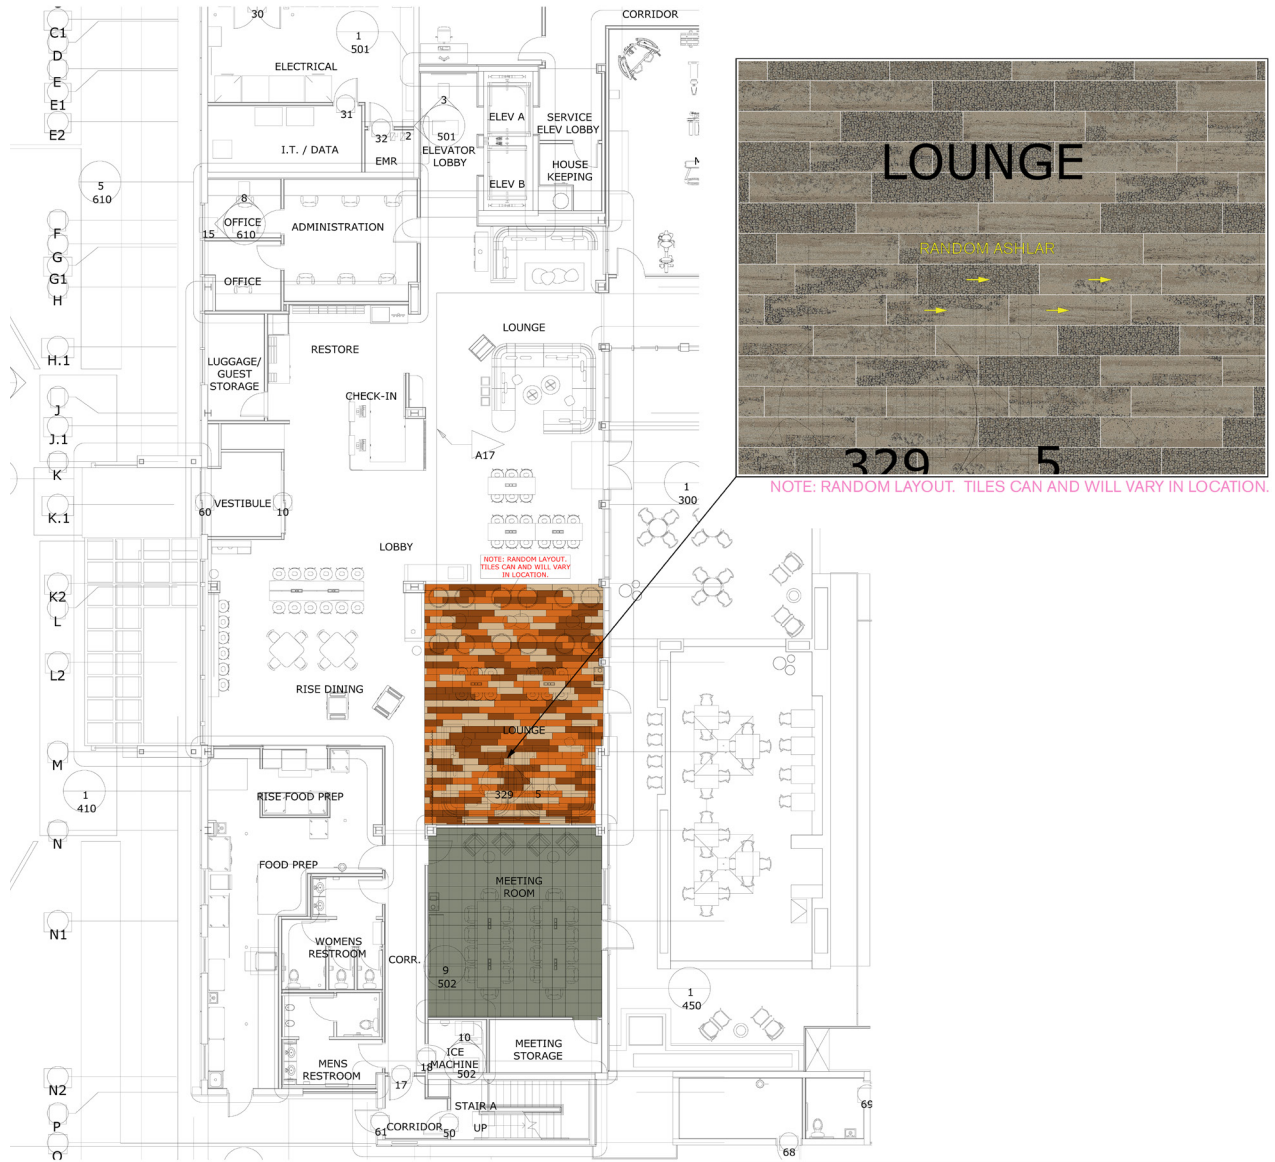 C1
D
E
E1
E2
5
610
F
G
G1
H
H.1
J
J.1
K
K.1
K2
L
L2
M
1
410
N
N1
N2
P
O
30
1
501
ELECTRICAL
31
I.T. / DATA
32
2
EMR
3
501
ELEVATOR
LOBBY
ELEV A
ELEV B
SERVICE
ELEV LOBBY
HOUSE
KEEPING
CORRIDOR
M
8
OFFICE
610
15
ADMINISTRATION
OFFICE
LOUNGE
RESTORE
LUGGAGE/
GUEST
STORAGE
CHECK-IN
A17
VESTIBULE
60
10
1
300
LOBBY
NOTE: RANDOM LAYOUT.
TILES CAN AND WILL VARY
IN LOCATION.
RISE DINING
LOUNGE
329
5
RISE FOOD PREP
FOOD PREP
MEETING
ROOM
WOMENS
RESTROOM
CORR.
9
502
1
450
10
ICE
MACHINE
502
18
MEETING
STORAGE
MENS
RESTROOM
17
STAIR A
UP
61
CORRIDOR
50
69
68
LOUNGE
RANDOM ASHLAR
329
5
NOTE: RANDOM LAYOUT. TILES CAN AND WILL VARY IN LOCATION.